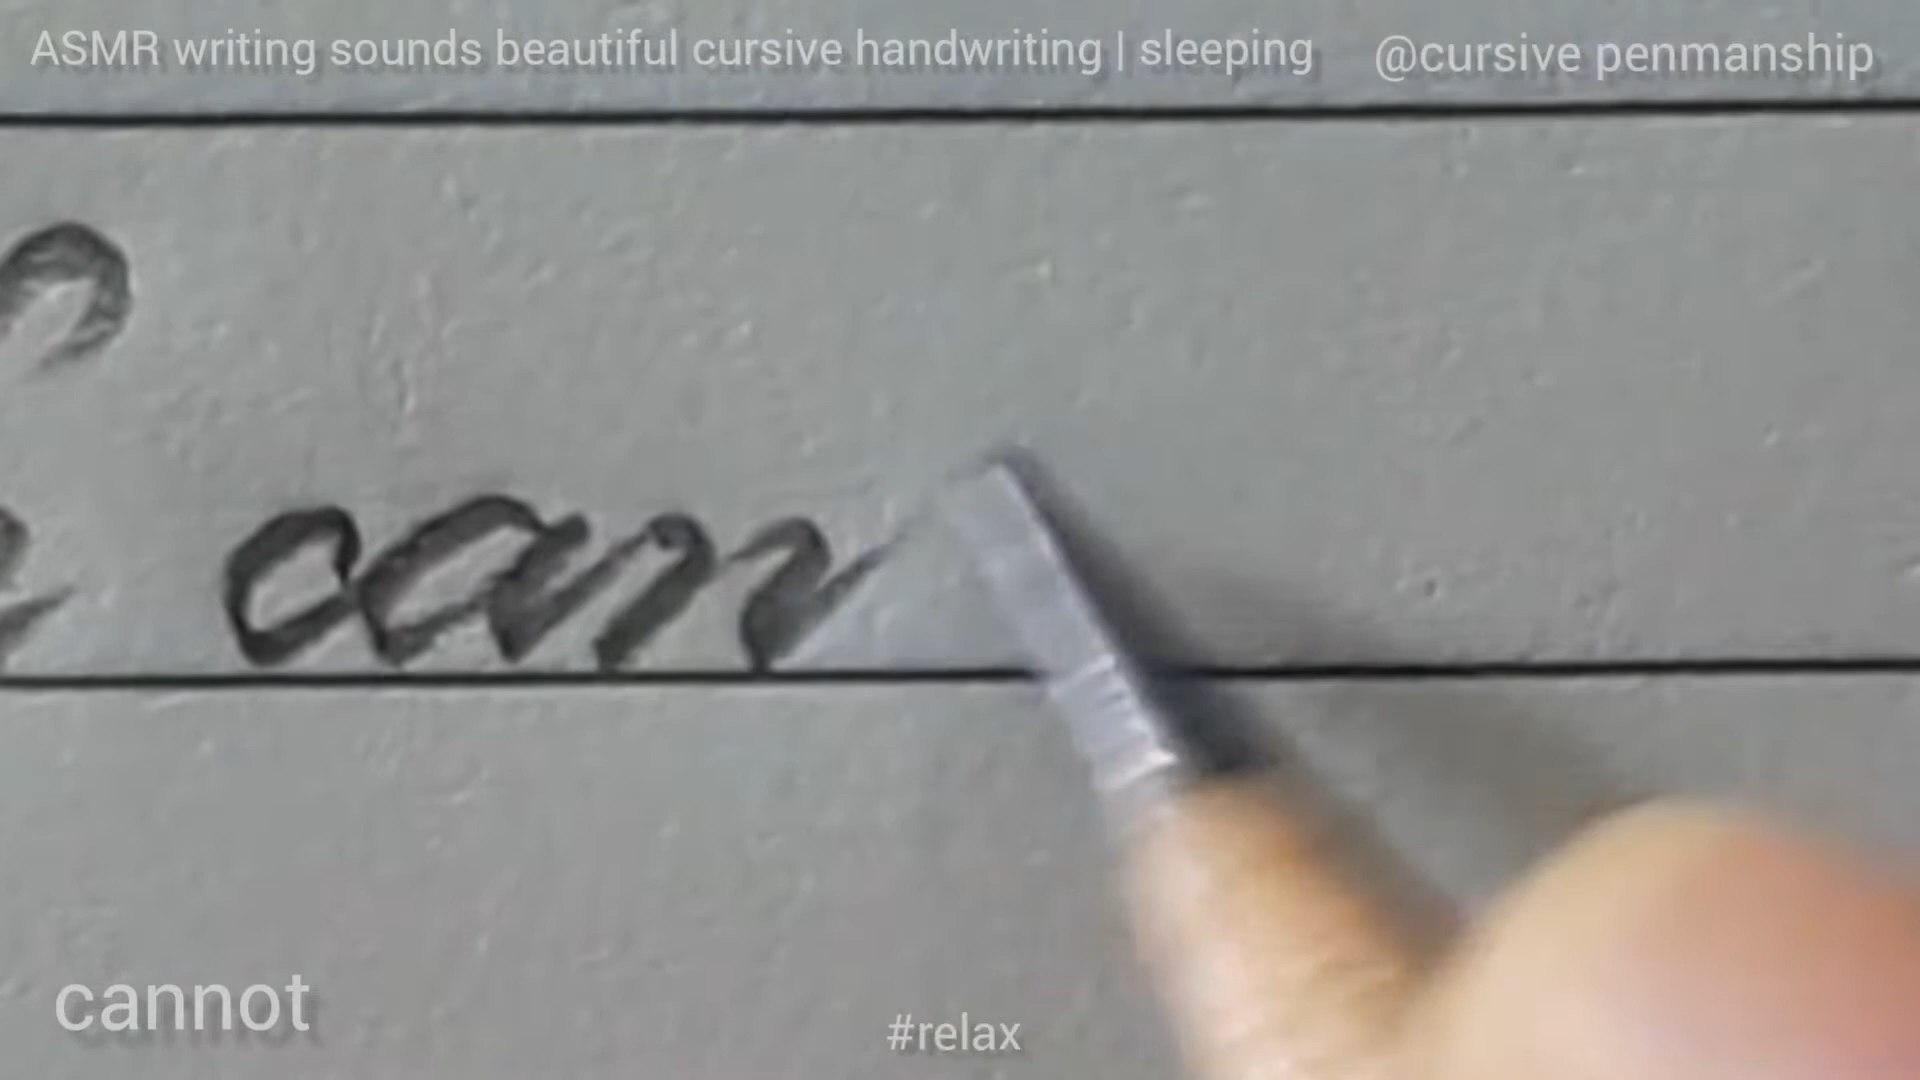 ASMR writing sounds beautiful cursive handwriting | sleeping @cursive penmanship
can
cannot
#relax